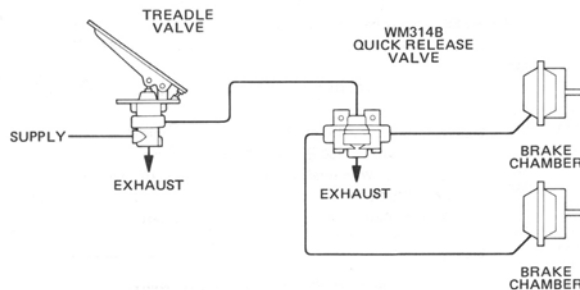 TREADLE
VALVE
WM314B
QUICK RELEASE
VALVE
SUPPLY
EXHAUST
EXHAUST
BRAKE
CHAMBER
BRAKE
CHAMBER